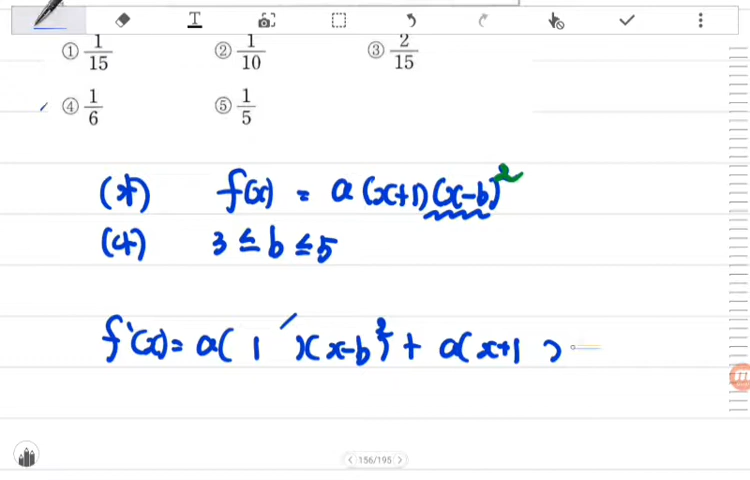 ① 1/15 ② 1/10 ③ 2/15
④ 1/6 ⑤ 1/5
(가) f(x) = a(x+1)(x-b)²
(나) 3 ≤ b ≤ 5
f'(x) = a( 1 )(x-b)² + a(x+1 )
< 156/195 >